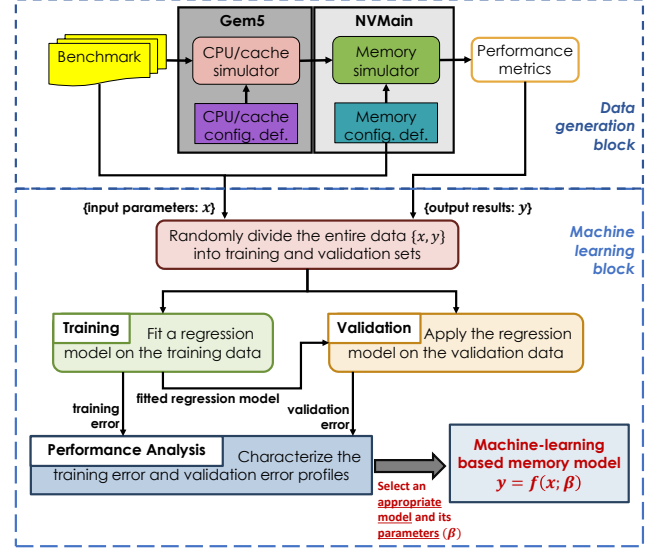 Gem5
NVMain
Benchmark
CPU/cache
simulator
Memory
simulator
Performance
metrics
CPU/cache
config. def.
Memory
config. def.
Data
generation
block
{input parameters: x}
{output results: y}
Randomly divide the entire data {x, y}
into training and validation sets
Machine
learning
block
Training
Fit a regression
model on the training data
Validation
Apply the regression
model on the validation data
fitted regression model
training
error
validation
error
Performance Analysis
Characterize the
training error and validation error profiles
Select an
appropriate
model and its
parameters (β)
Machine-learning
based memory model
y = f(x; β)